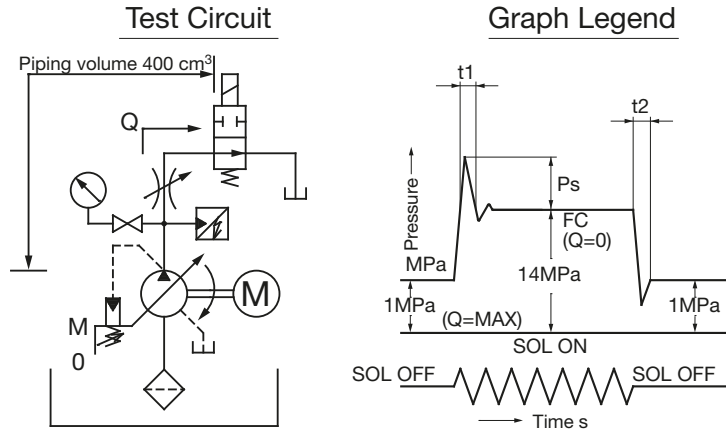 Test Circuit
Piping volume 400 cm³
Q
M
M
0
Graph Legend
t1
t2
Pressure
Ps
FC
(Q=0)
MPa
14MPa
1MPa
1MPa
(Q=MAX)
SOL ON
SOL OFF
SOL OFF
Time s